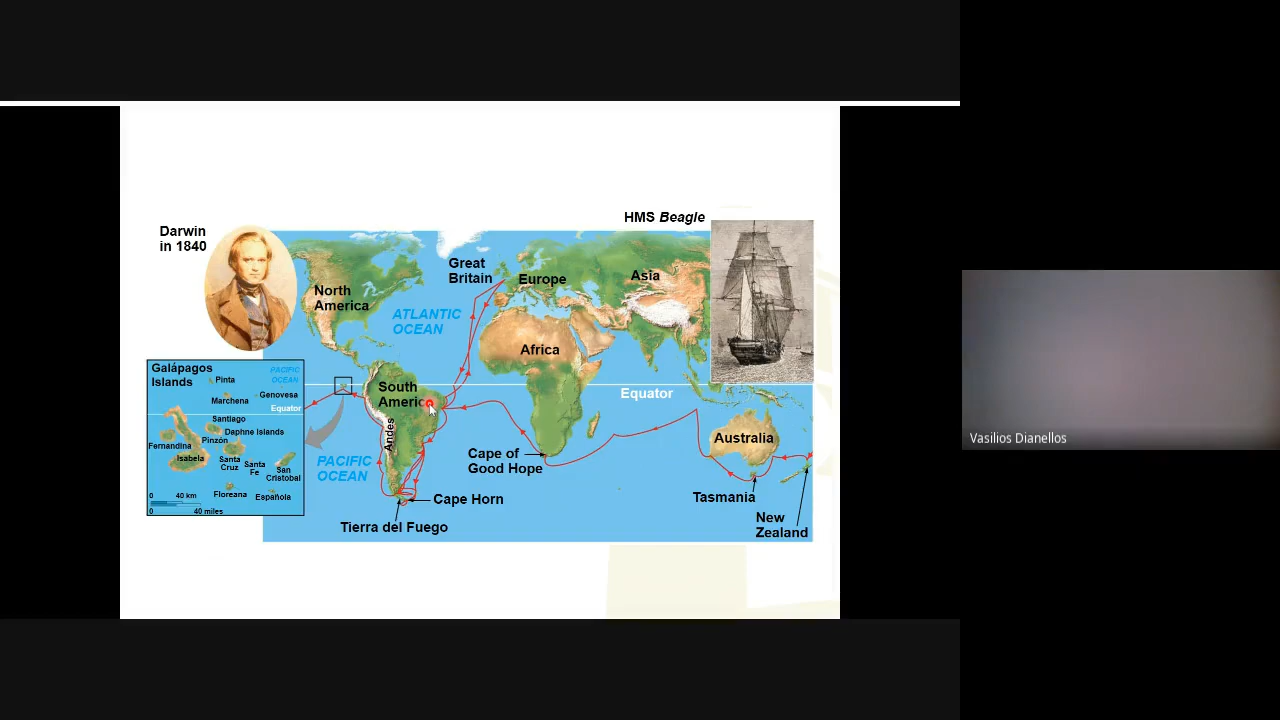 HMS Beagle
Darwin
in 1840
Great
Britain
Europe
Asia
North
America
ATLANTIC
OCEAN
Africa
Galápagos
Islands
PACIFIC
OCEAN
Pinta
Genovesa
Marchena
Equator
Santiago
Daphne Islands
Pinzón
Fernandina
Isabela
Santa
Cruz
Santa
Fe
San
Cristobal
Floreana
Española
0 40 km
0 40 miles
South
Americ
Equator
Andes
PACIFIC
OCEAN
Cape of
Good Hope
Australia
Cape Horn
Tierra del Fuego
Tasmania
New
Zealand
Vasilios Dianellos